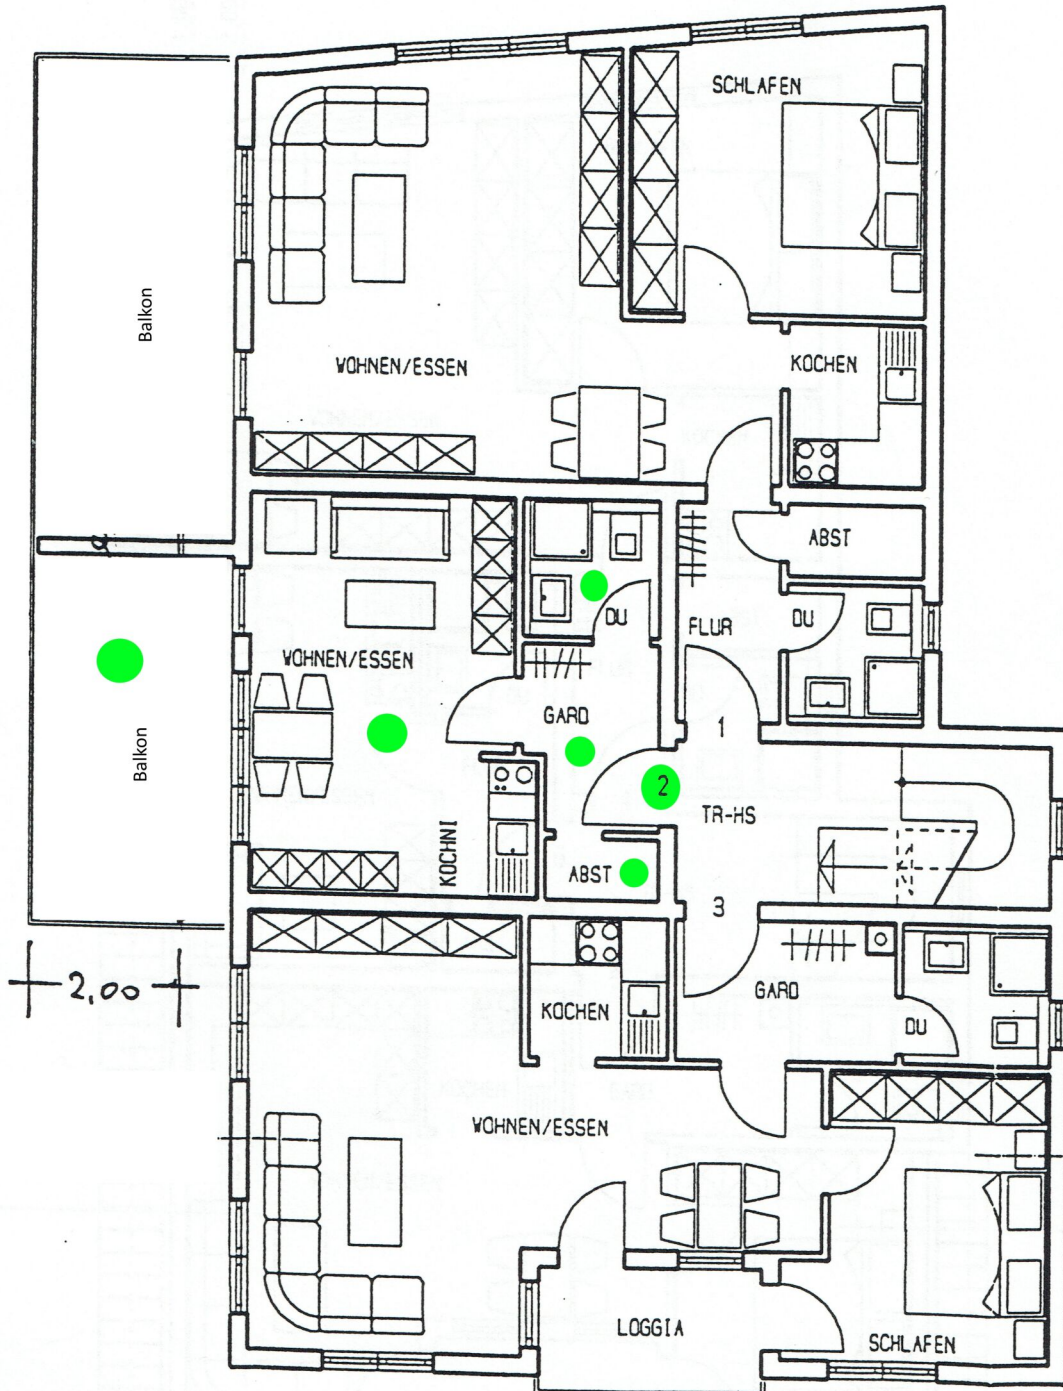 SCHLAFEN
Balkon
WOHNEN/ESSEN
KOCHEN
ABST
DU
FLUR
DU
WOHNEN/ESSEN
GARD
1
Balkon
2
TR-HS
KOCHNI
ABST
3
2,00
GARD
KOCHEN
DU
WOHNEN/ESSEN
LOGGIA
SCHLAFEN